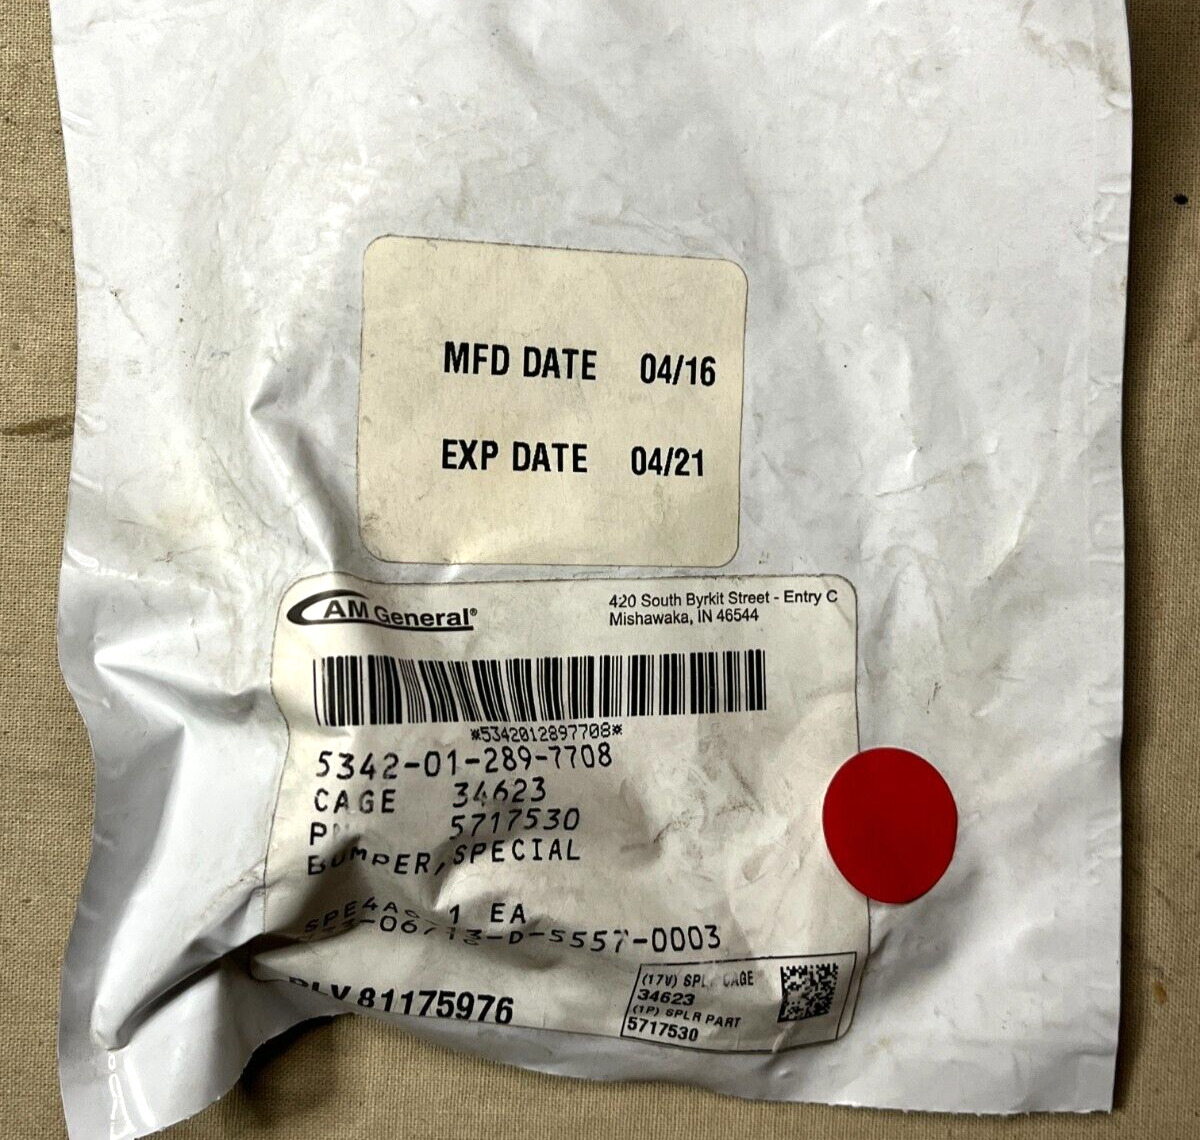 MFD DATE 04/16
EXP DATE 04/21
AM General®
420 South Byrkit Street - Entry C
Mishawaka, IN 46544
*5342012897708*
5342-01-289-7708
CAGE 34623
5717530
BUMPER, SPECIAL
1 EA
D-5557-0003
81175976
(17V) SPLR CAGE
34623
(1P) SPLR PART
5717530